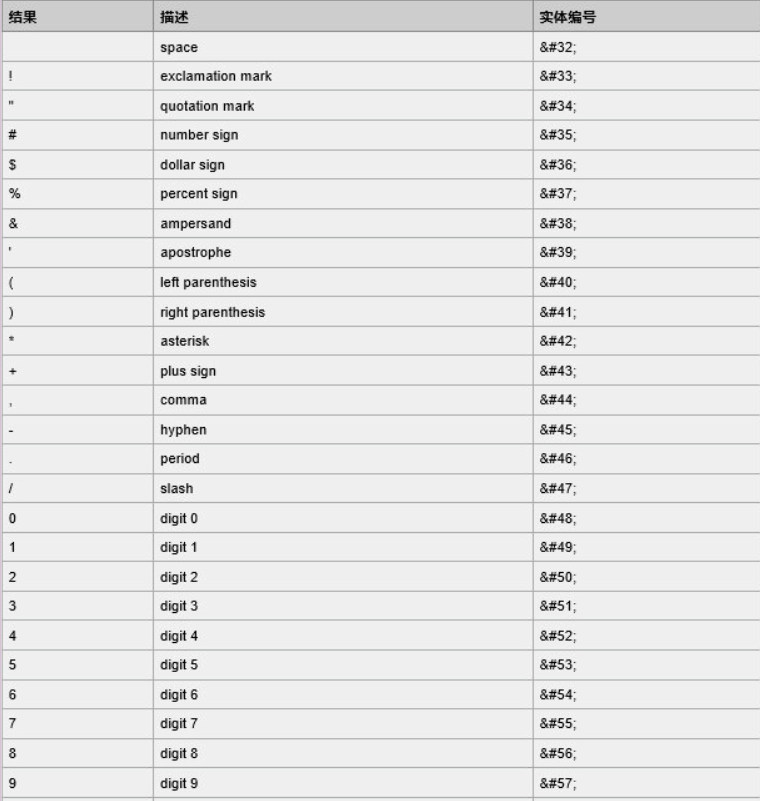 结果 描述 实体编号
space &#32;
! exclamation mark &#33;
" quotation mark &#34;
# number sign &#35;
$ dollar sign &#36;
% percent sign &#37;
& ampersand &#38;
' apostrophe &#39;
( left parenthesis &#40;
) right parenthesis &#41;
* asterisk &#42;
+ plus sign &#43;
, comma &#44;
- hyphen &#45;
. period &#46;
/ slash &#47;
0 digit 0 &#48;
1 digit 1 &#49;
2 digit 2 &#50;
3 digit 3 &#51;
4 digit 4 &#52;
5 digit 5 &#53;
6 digit 6 &#54;
7 digit 7 &#55;
8 digit 8 &#56;
9 digit 9 &#57;